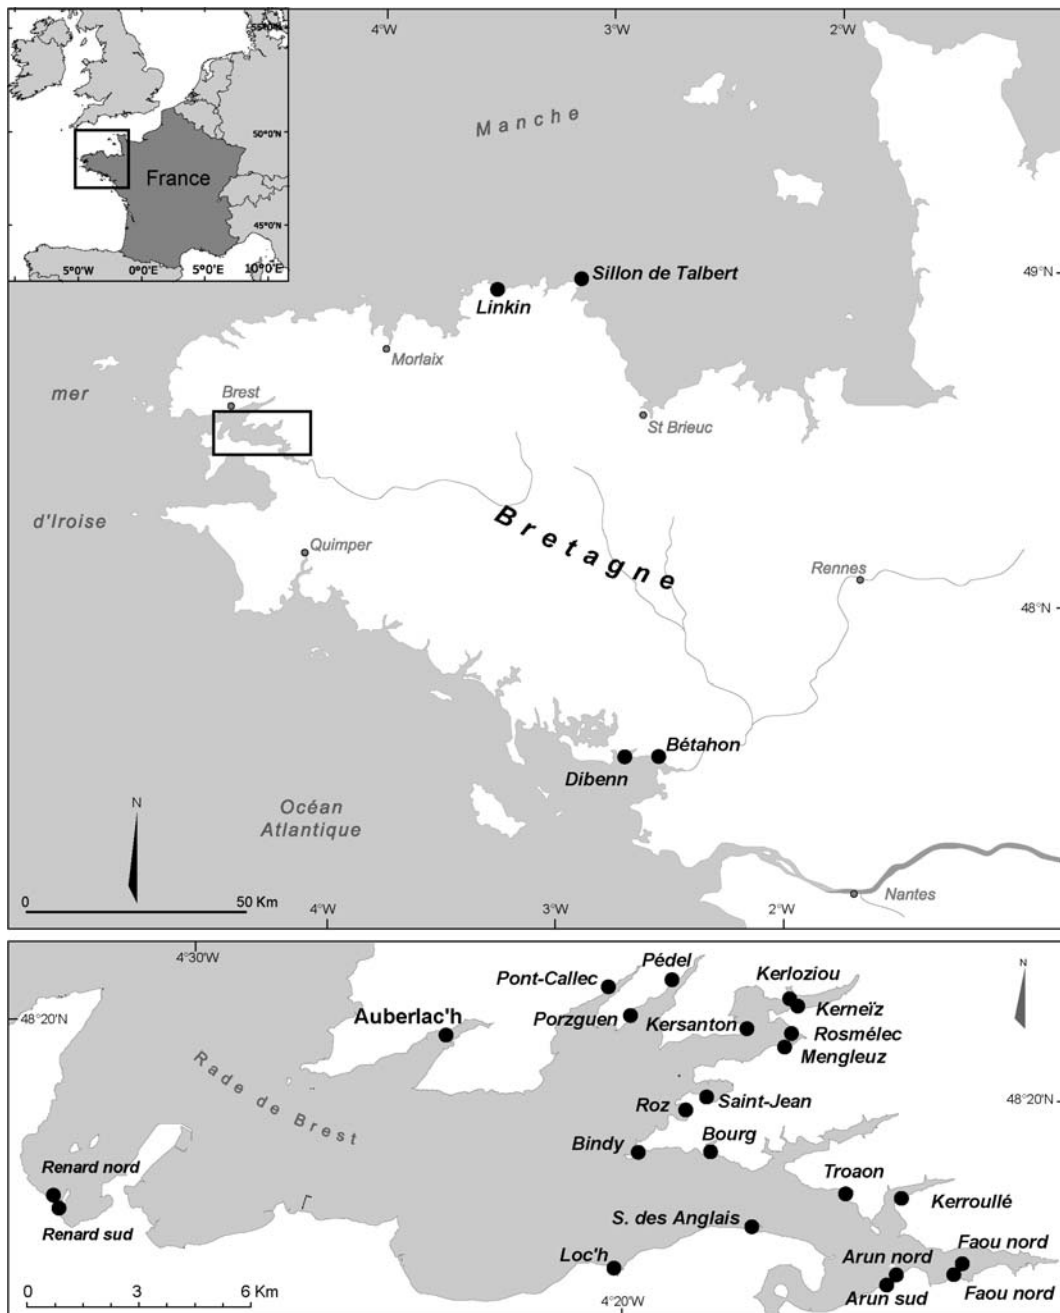 4°W
3°W
2°W
55°0'N
50°0'N
45°0'N
France
5°0'W
0°0'E
5°0'E
10°0'E
Manche
49°N
Sillon de Talbert
Linkin
Morlaix
mer
Brest
St Brieuc
d'Iroise
Bretagne
Quimper
Rennes
48°N
Bétahon
Dibenn
N
Océan
Atlantique
Nantes
0
50 Km
4°W
3°W
2°W
4°30'W
48°20'N
Pont-Callec
Pédel
Kerloziou
N
Auberlac'h
Porzguen
Kersanton
Kerneïz
Rosmélec
Mengleuz
Rade de Brest
48°20'N
Roz
Saint-Jean
Bindy
Bourg
Renard nord
Troaon
Kerroullé
Renard sud
S. des Anglais
Loc'h
Arun nord
Faou nord
Arun sud
Faou nord
0
3
6 Km
4°20'W